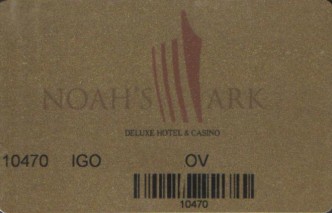 NOAH'S ARK
DELUXE HOTEL & CASINO
10470 IGO OV
10470